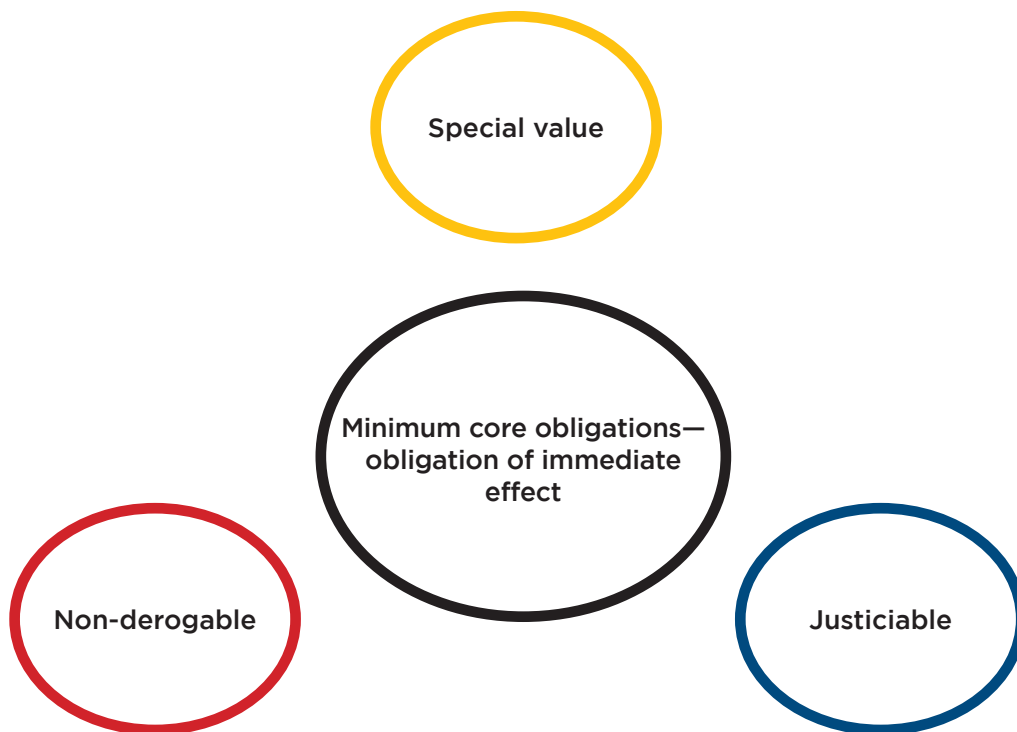 Special value
Minimum core obligations—
obligation of immediate
effect
Non-derogable
Justiciable